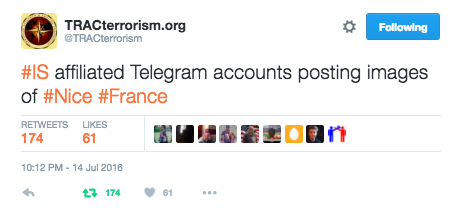 TRACterrorism.org
@TRACterrorism
Following
#IS affiliated Telegram accounts posting images
of #Nice #France
RETWEETS LIKES
174 61
10:12 PM - 14 Jul 2016
174 61